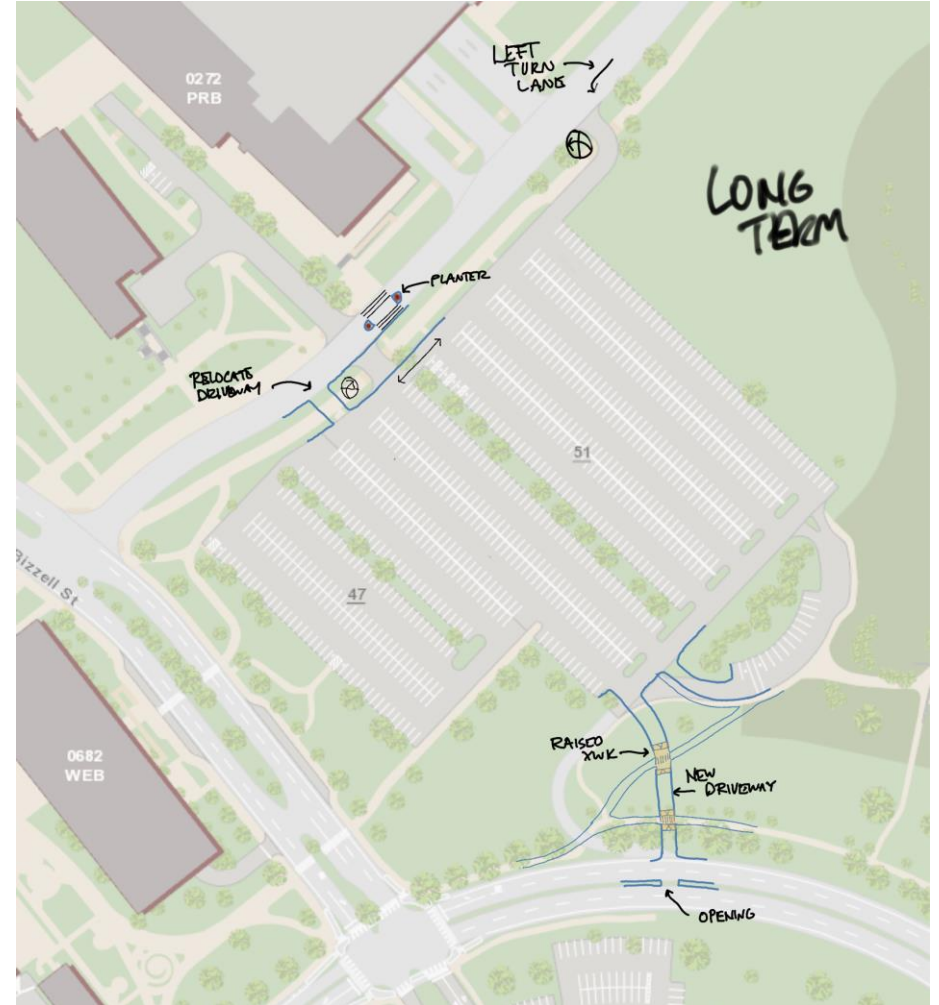 LEFT
TURN
LANE
0272
PRB
LONG
TERM
PLANTER
RELOCATE
DRIVEWAY
51
47
Bizzell St
0682
WEB
RAISED
XWK
NEW
DRIVEWAY
OPENING